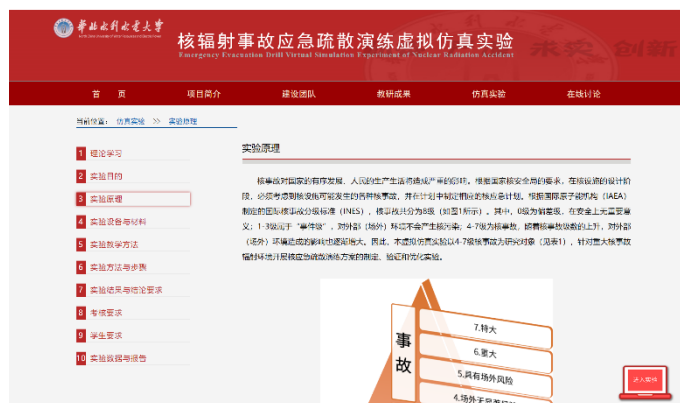 華北水利水電大學
核辐射事故应急疏散演练虚拟仿真实验
Emergency Evacuation Drill Virtual Simulation Experiment of Nuclear Radiation Accident
求实 创新
首 页 项目简介 建设团队 教研成果 仿真实验 在线讨论
当前位置： 仿真实验 >> 实验原理
1 理论学习
2 实验目的
3 实验原理
4 实验设备与材料
5 实验教学方法
6 实验方法与步骤
7 实验结果与结论要求
8 考核要求
9 学生要求
10 实验数据与报告
实验原理
核事故对国家的有序发展、人民的生产生活将造成严重的影响。根据国家核安全局的要求，在核设施的设计阶
段，必须考虑到核设施可能发生的各种核事故，并在计划中制定相应的核应急计划。根据国际原子能机构（IAEA）
制定的国际核事故分级标准（INES），核事故共分为8级（如图1所示）。其中，0级为偏差级，在安全上无重要意
义；1-3级属于“事件级”，对外部（场外）环境不会产生核污染；4-7级为核事故，随着核事故级数的上升，对外部
（场外）环境造成的影响也逐渐增大。因此，本虚拟仿真实验以4-7级核事故为研究对象（见表1），针对重大核事故
辐射环境开展核应急疏散演练方案的制定、验证和优化实验。
事故
7.特大
6.重大
5.具有场外风险
4.场外无显著风险
进入实验